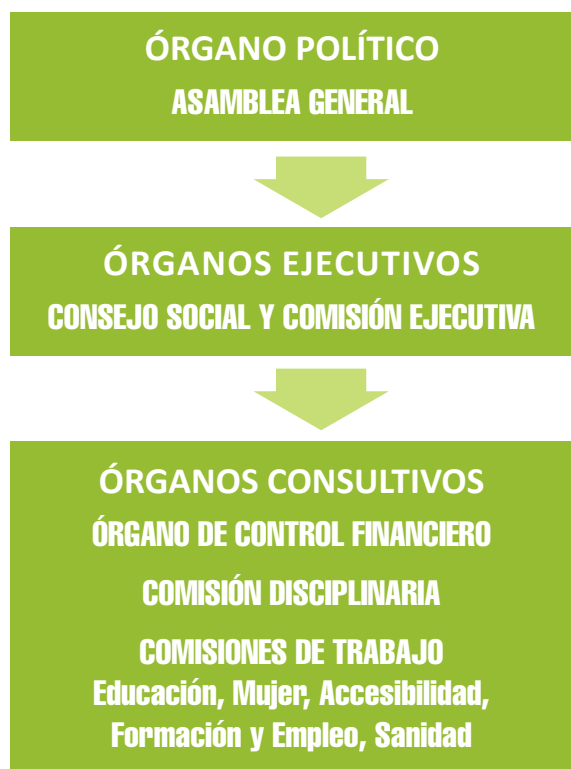 ÓRGANO POLÍTICO
ASAMBLEA GENERAL
ÓRGANOS EJECUTIVOS
CONSEJO SOCIAL Y COMISIÓN EJECUTIVA
ÓRGANOS CONSULTIVOS
ÓRGANO DE CONTROL FINANCIERO
COMISIÓN DISCIPLINARIA
COMISIONES DE TRABAJO
Educación, Mujer, Accesibilidad,
Formación y Empleo, Sanidad